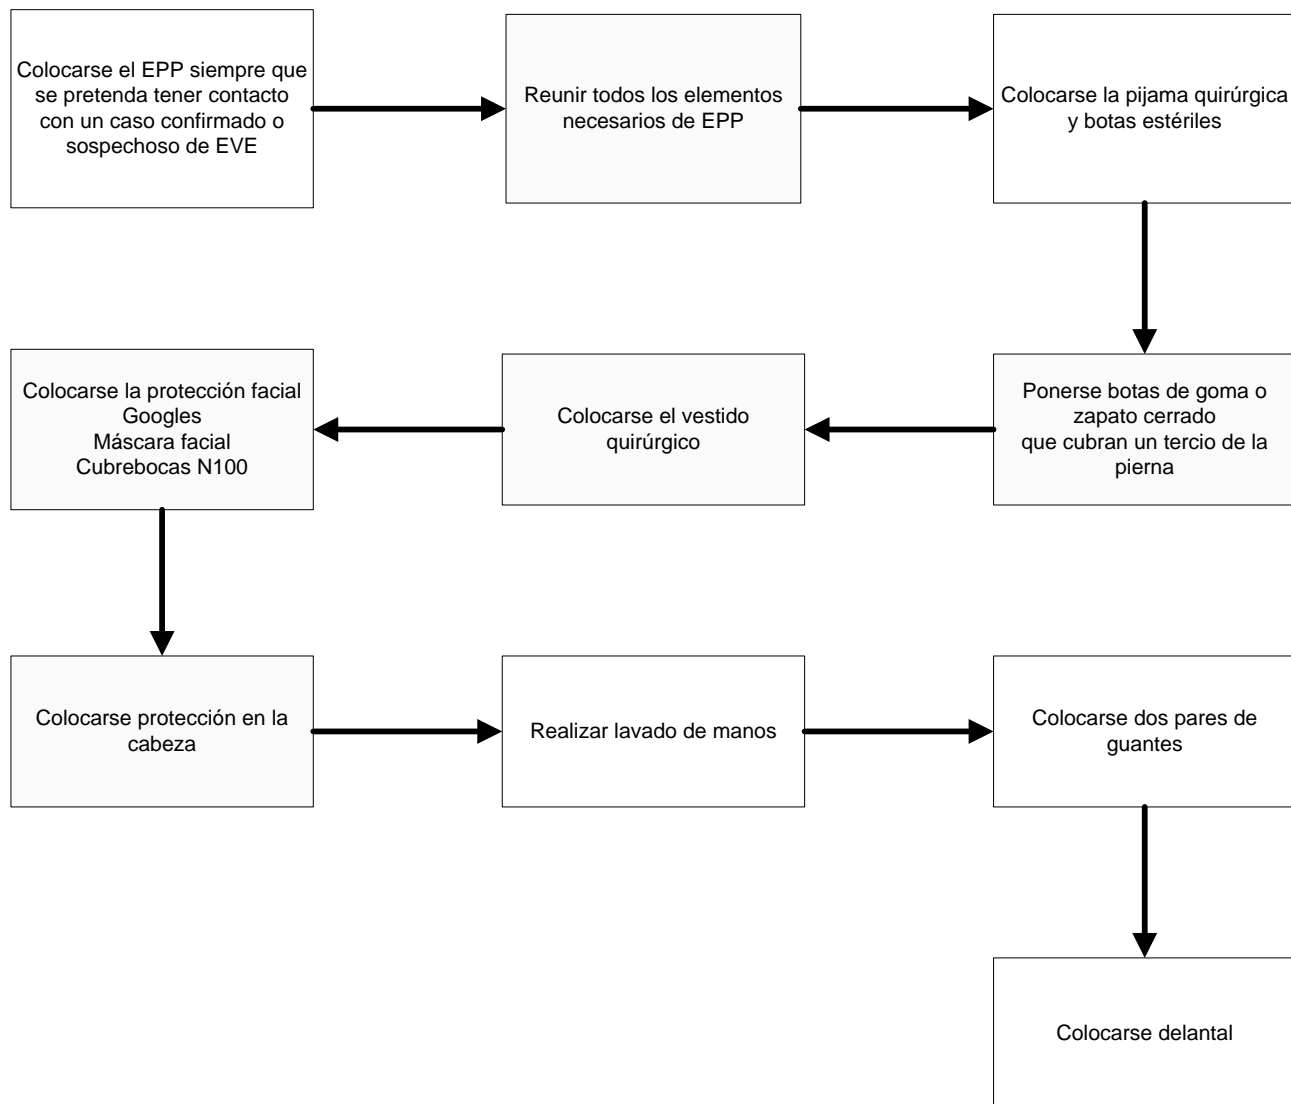 Colocarse el EPP siempre que
se pretenda tener contacto
con un caso confirmado o
sospechoso de EVE
Reunir todos los elementos
necesarios de EPP
Colocarse la pijama quirúrgica
y botas estériles
Ponerse botas de goma o
zapato cerrado
que cubran un tercio de la
pierna
Colocarse el vestido
quirúrgico
Colocarse la protección facial
Googles
Máscara facial
Cubrebocas N100
Colocarse protección en la
cabeza
Realizar lavado de manos
Colocarse dos pares de
guantes
Colocarse delantal